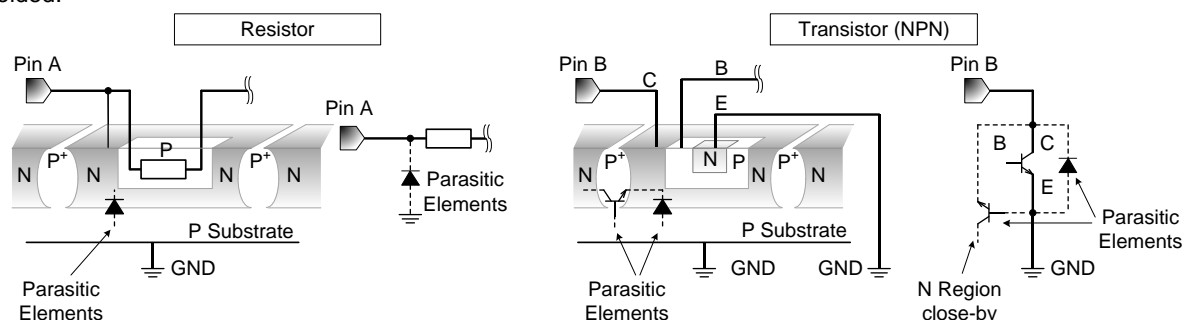 Resistor
Transistor (NPN)
Pin A
Pin A
P
N
P+
N
N
P+
N
Parasitic
Elements
P Substrate
GND
Parasitic
Elements
Pin B
C
B
E
N
P+
N
N
P
N
P+
N
P Substrate
GND
GND
Parasitic
Elements
Pin B
B
C
E
Parasitic
Elements
GND
N Region
close-by